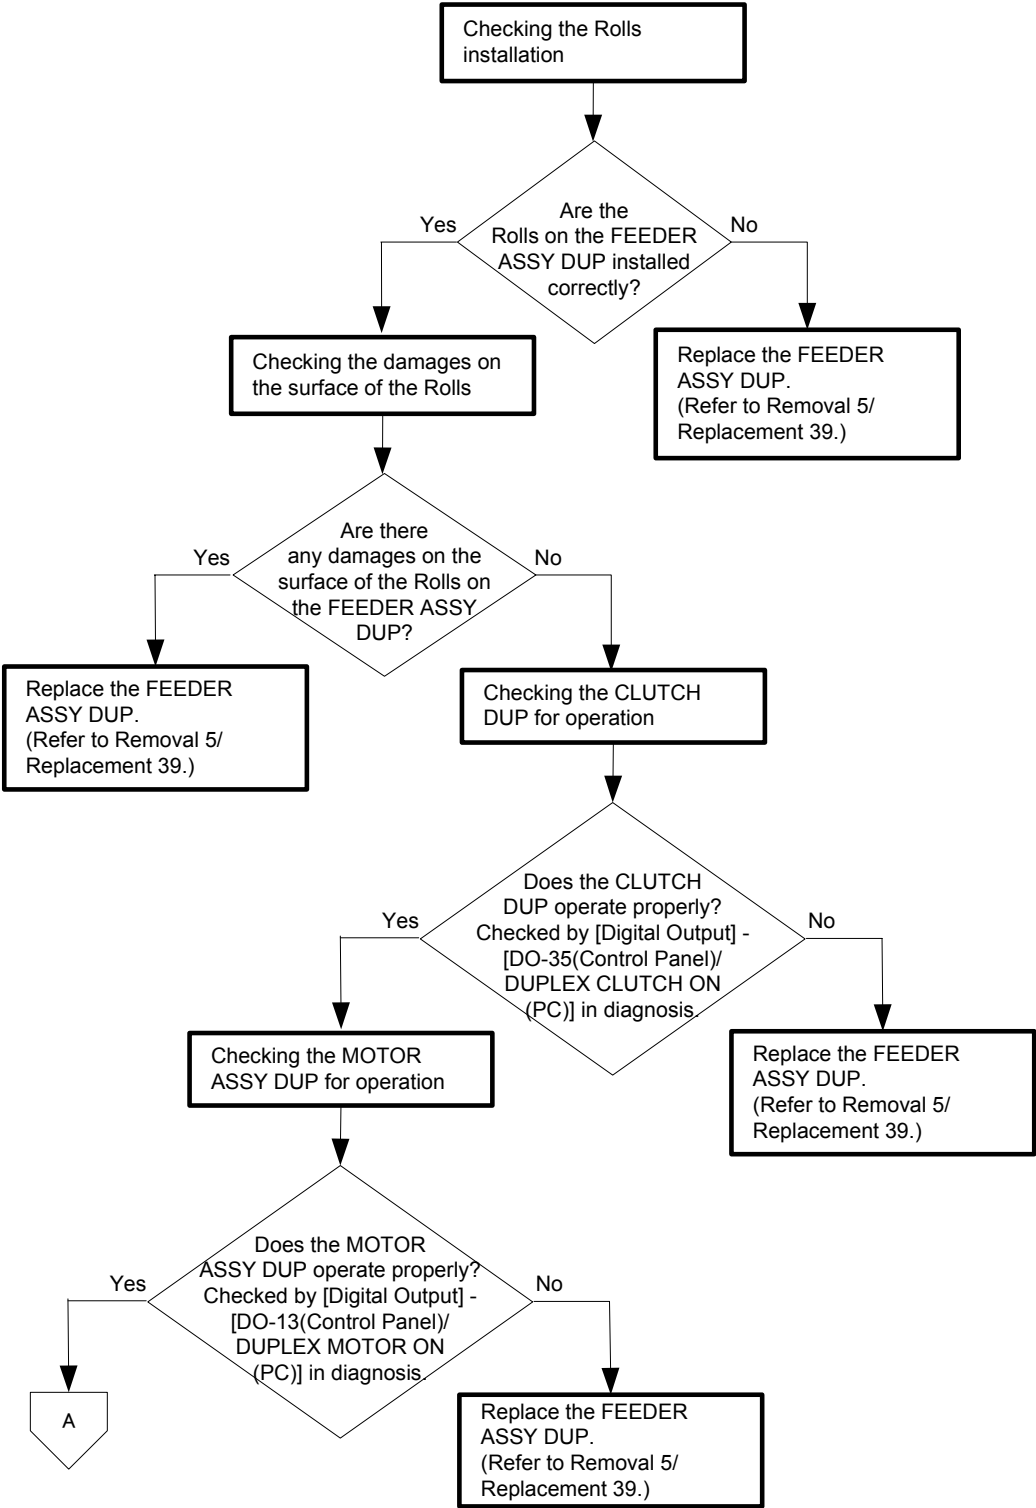 Checking the Rolls
installation
Yes
Are the
Rolls on the FEEDER
ASSY DUP installed
correctly?
No
Checking the damages on
the surface of the Rolls
Replace the FEEDER
ASSY DUP.
(Refer to Removal 5/
Replacement 39.)
Yes
Are there
any damages on the
surface of the Rolls on
the FEEDER ASSY
DUP?
No
Replace the FEEDER
ASSY DUP.
(Refer to Removal 5/
Replacement 39.)
Checking the CLUTCH
DUP for operation
Yes
Does the CLUTCH
DUP operate properly?
Checked by [Digital Output] -
[DO-35(Control Panel)/
DUPLEX CLUTCH ON
(PC)] in diagnosis.
No
Checking the MOTOR
ASSY DUP for operation
Replace the FEEDER
ASSY DUP.
(Refer to Removal 5/
Replacement 39.)
Yes
Does the MOTOR
ASSY DUP operate properly?
Checked by [Digital Output] -
[DO-13(Control Panel)/
DUPLEX MOTOR ON
(PC)] in diagnosis.
No
A
Replace the FEEDER
ASSY DUP.
(Refer to Removal 5/
Replacement 39.)